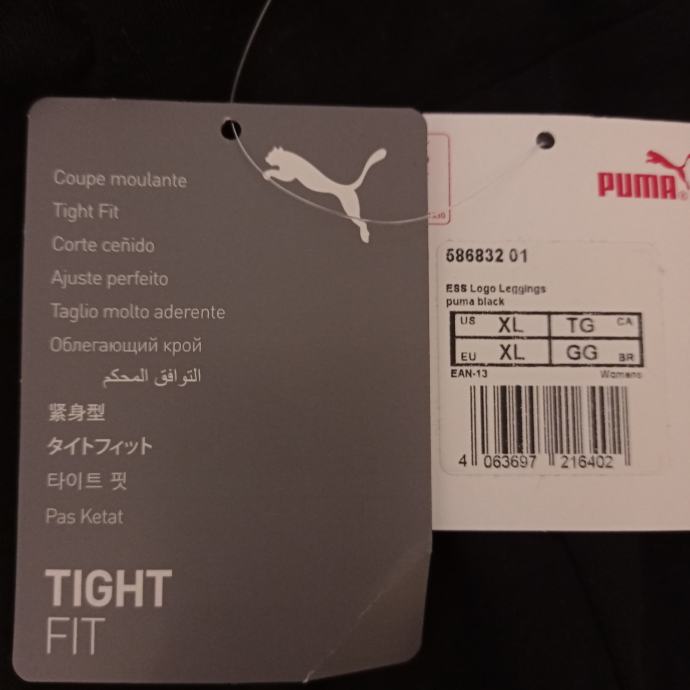 Coupe moulante
Tight Fit
Corte ceñido
Ajuste perfeito
Taglio molto aderente
Облегающий крой
التوافق المحكم
紧身型
タイトフィット
타이트 핏
Pas Ketat
TIGHT
FIT
PUMA®
586832 01
ESS Logo Leggings
puma black
US XL TG CA
EU XL GG BR
EAN-13 Womens
4 063697 216402